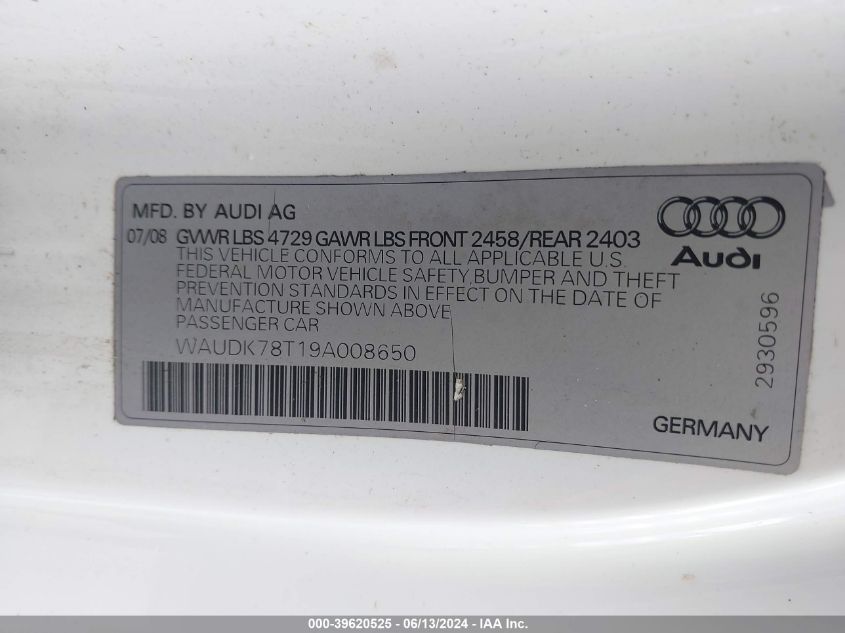 MFD. BY AUDI AG
07/08 GVWR LBS 4729 GAWR LBS FRONT 2458/REAR 2403
THIS VEHICLE CONFORMS TO ALL APPLICABLE U.S.
FEDERAL MOTOR VEHICLE SAFETY,BUMPER AND THEFT
PREVENTION STANDARDS IN EFFECT ON THE DATE OF
MANUFACTURE SHOWN ABOVE
PASSENGER CAR
WAUDK78T19A008650
Audi
2930596
GERMANY
000-39620525 - 06/13/2024 - IAA Inc.